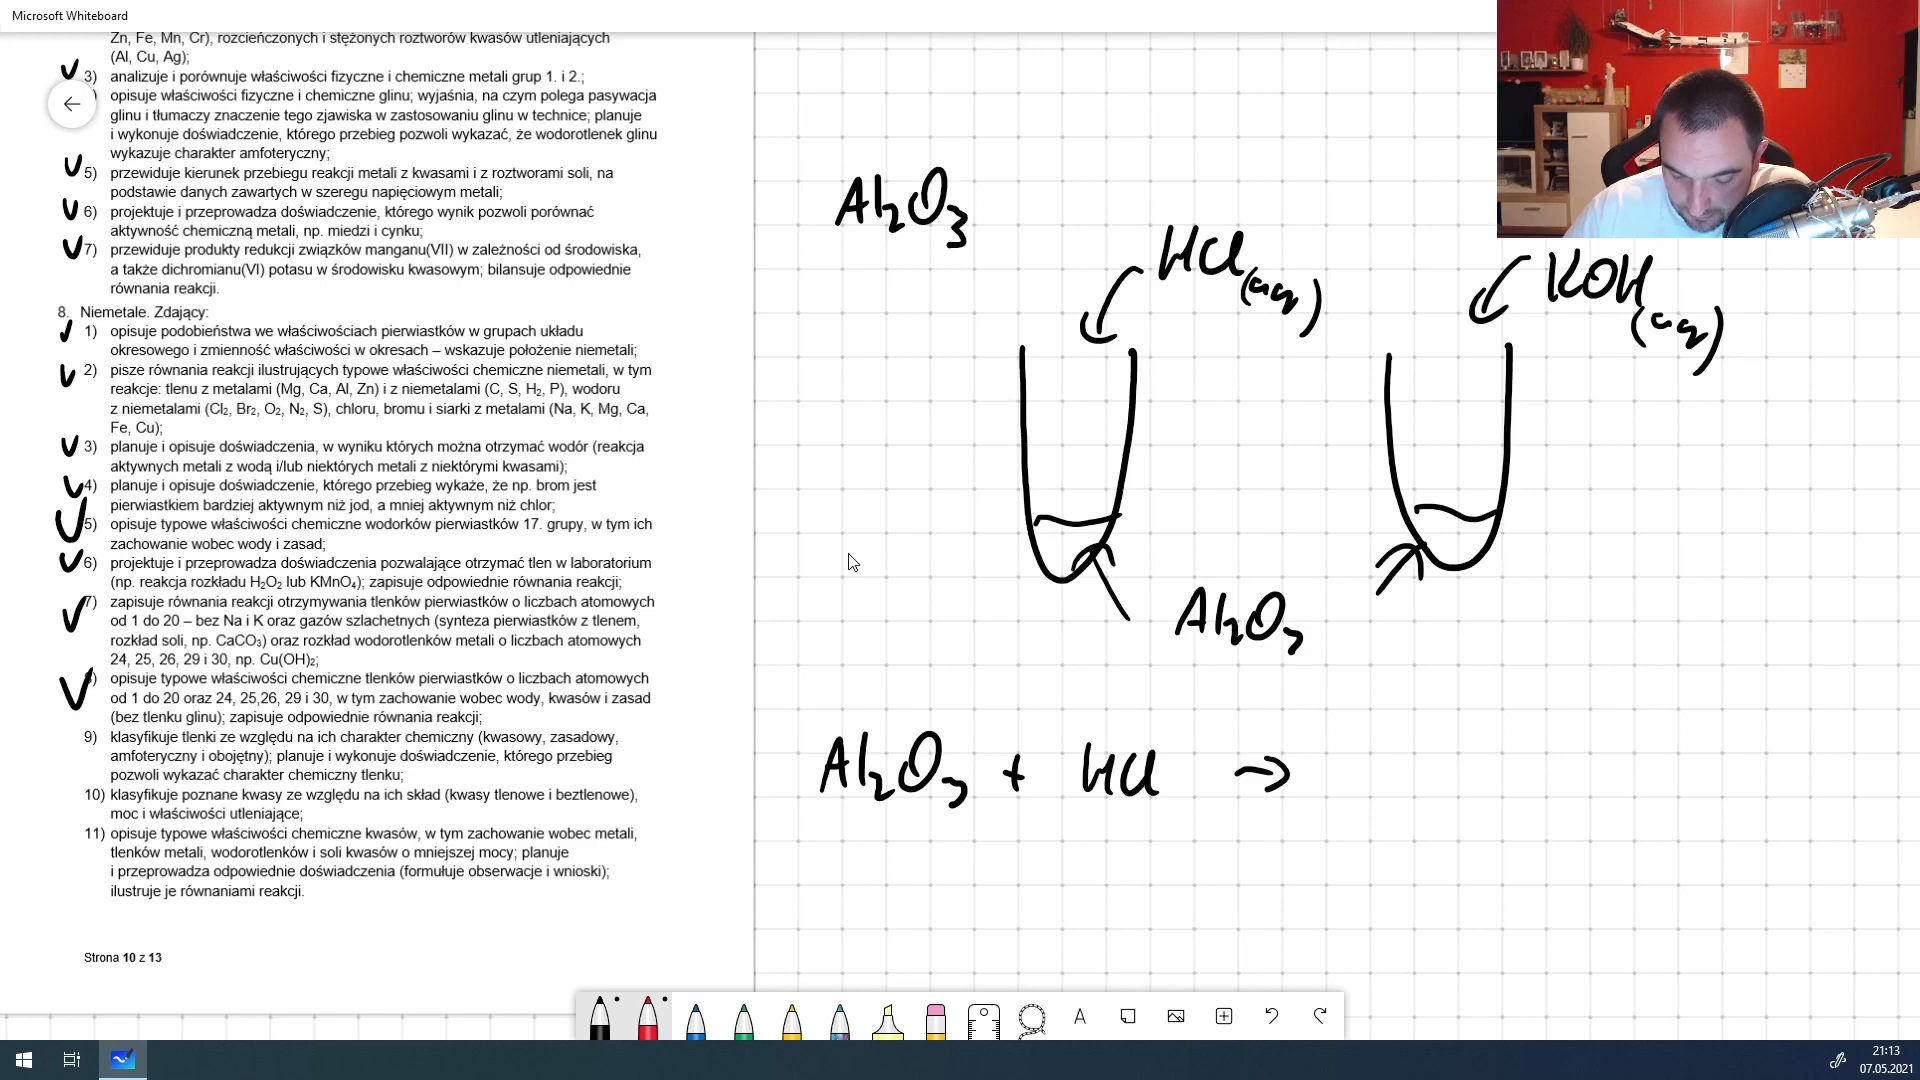 Microsoft Whiteboard
Zn, Fe, Mn, Cr), rozcieńczonych i stężonych roztworów kwasów utleniających
(Al, Cu, Ag);
3) analizuje i porównuje właściwości fizyczne i chemiczne metali grup 1. i 2.;
opisuje właściwości fizyczne i chemiczne glinu; wyjaśnia, na czym polega pasywacja
glinu i tłumaczy znaczenie tego zjawiska w zastosowaniu glinu w technice; planuje
i wykonuje doświadczenie, którego przebieg pozwoli wykazać, że wodorotlenek glinu
wykazuje charakter amfoteryczny;
5) przewiduje kierunek przebiegu reakcji metali z kwasami i z roztworami soli, na
podstawie danych zawartych w szeregu napięciowym metali;
6) projektuje i przeprowadza doświadczenie, którego wynik pozwoli porównać
aktywność chemiczną metali, np. miedzi i cynku;
7) przewiduje produkty redukcji związków manganu(VII) w zależności od środowiska,
a także dichromianu(VI) potasu w środowisku kwasowym; bilansuje odpowiednie
równania reakcji.
8. Niemetale. Zdający:
1) opisuje podobieństwa we właściwościach pierwiastków w grupach układu
okresowego i zmienność właściwości w okresach – wskazuje położenie niemetali;
2) pisze równania reakcji ilustrujących typowe właściwości chemiczne niemetali, w tym
reakcje: tlenu z metalami (Mg, Ca, Al, Zn) i z niemetalami (C, S, H₂, P), wodoru
z niemetalami (Cl₂, Br₂, O₂, N₂, S), chloru, bromu i siarki z metalami (Na, K, Mg, Ca,
Fe, Cu);
3) planuje i opisuje doświadczenia, w wyniku których można otrzymać wodór (reakcja
aktywnych metali z wodą i/lub niektórych metali z niektórymi kwasami);
4) planuje i opisuje doświadczenie, którego przebieg wykaże, że np. brom jest
pierwiastkiem bardziej aktywnym niż jod, a mniej aktywnym niż chlor;
5) opisuje typowe właściwości chemiczne wodorków pierwiastków 17. grupy, w tym ich
zachowanie wobec wody i zasad;
6) projektuje i przeprowadza doświadczenia pozwalające otrzymać tlen w laboratorium
(np. reakcja rozkładu H₂O₂ lub KMnO₄); zapisuje odpowiednie równania reakcji;
7) zapisuje równania reakcji otrzymywania tlenków pierwiastków o liczbach atomowych
od 1 do 20 – bez Na i K oraz gazów szlachetnych (synteza pierwiastków z tlenem,
rozkład soli, np. CaCO₃) oraz rozkład wodorotlenków metali o liczbach atomowych
24, 25, 26, 29 i 30, np. Cu(OH)₂;
8) opisuje typowe właściwości chemiczne tlenków pierwiastków o liczbach atomowych
od 1 do 20 oraz 24, 25,26, 29 i 30, w tym zachowanie wobec wody, kwasów i zasad
(bez tlenku glinu); zapisuje odpowiednie równania reakcji;
9) klasyfikuje tlenki ze względu na ich charakter chemiczny (kwasowy, zasadowy,
amfoteryczny i obojętny); planuje i wykonuje doświadczenie, którego przebieg
pozwoli wykazać charakter chemiczny tlenku;
10) klasyfikuje poznane kwasy ze względu na ich skład (kwasy tlenowe i beztlenowe),
moc i właściwości utleniające;
11) opisuje typowe właściwości chemiczne kwasów, w tym zachowanie wobec metali,
tlenków metali, wodorotlenków i soli kwasów o mniejszej mocy; planuje
i przeprowadza odpowiednie doświadczenia (formułuje obserwacje i wnioski);
ilustruje je równaniami reakcji.
Strona 10 z 13
Al₂O₃
HCl(aq)
KOH(aq)
Al₂O₃
Al₂O₃ + HCl →
21:13
07.05.2021